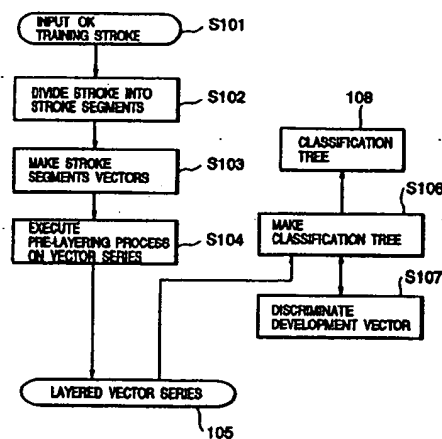 INPUT OK
TRAINING STROKE
S101
DIVIDE STROKE INTO
STROKE SEGMENTS
S102
MAKE STROKE
SEGMENTS VECTORS
S103
EXECUTE
PRE-LAYERING PROCESS
ON VECTOR SERIES
S104
LAYERED VECTOR SERIES
105
108
CLASSIFICATION
TREE
S106
MAKE
CLASSIFICATION TREE
S107
DISCRIMINATE
DEVELOPMENT VECTOR